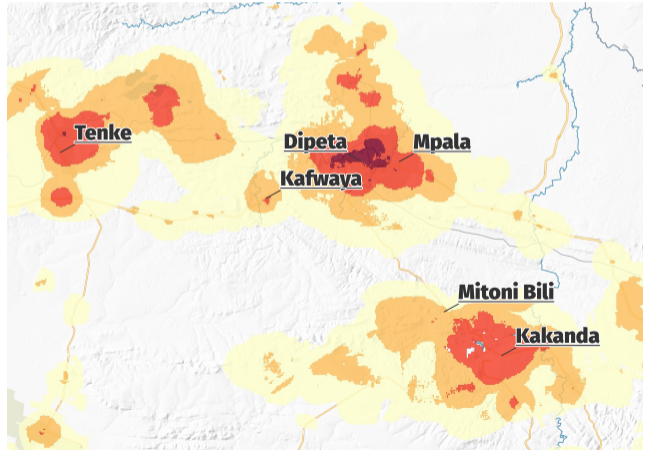 Tenke
Dipeta
Mpala
Kafwaya
Mitoni Bili
Kakanda